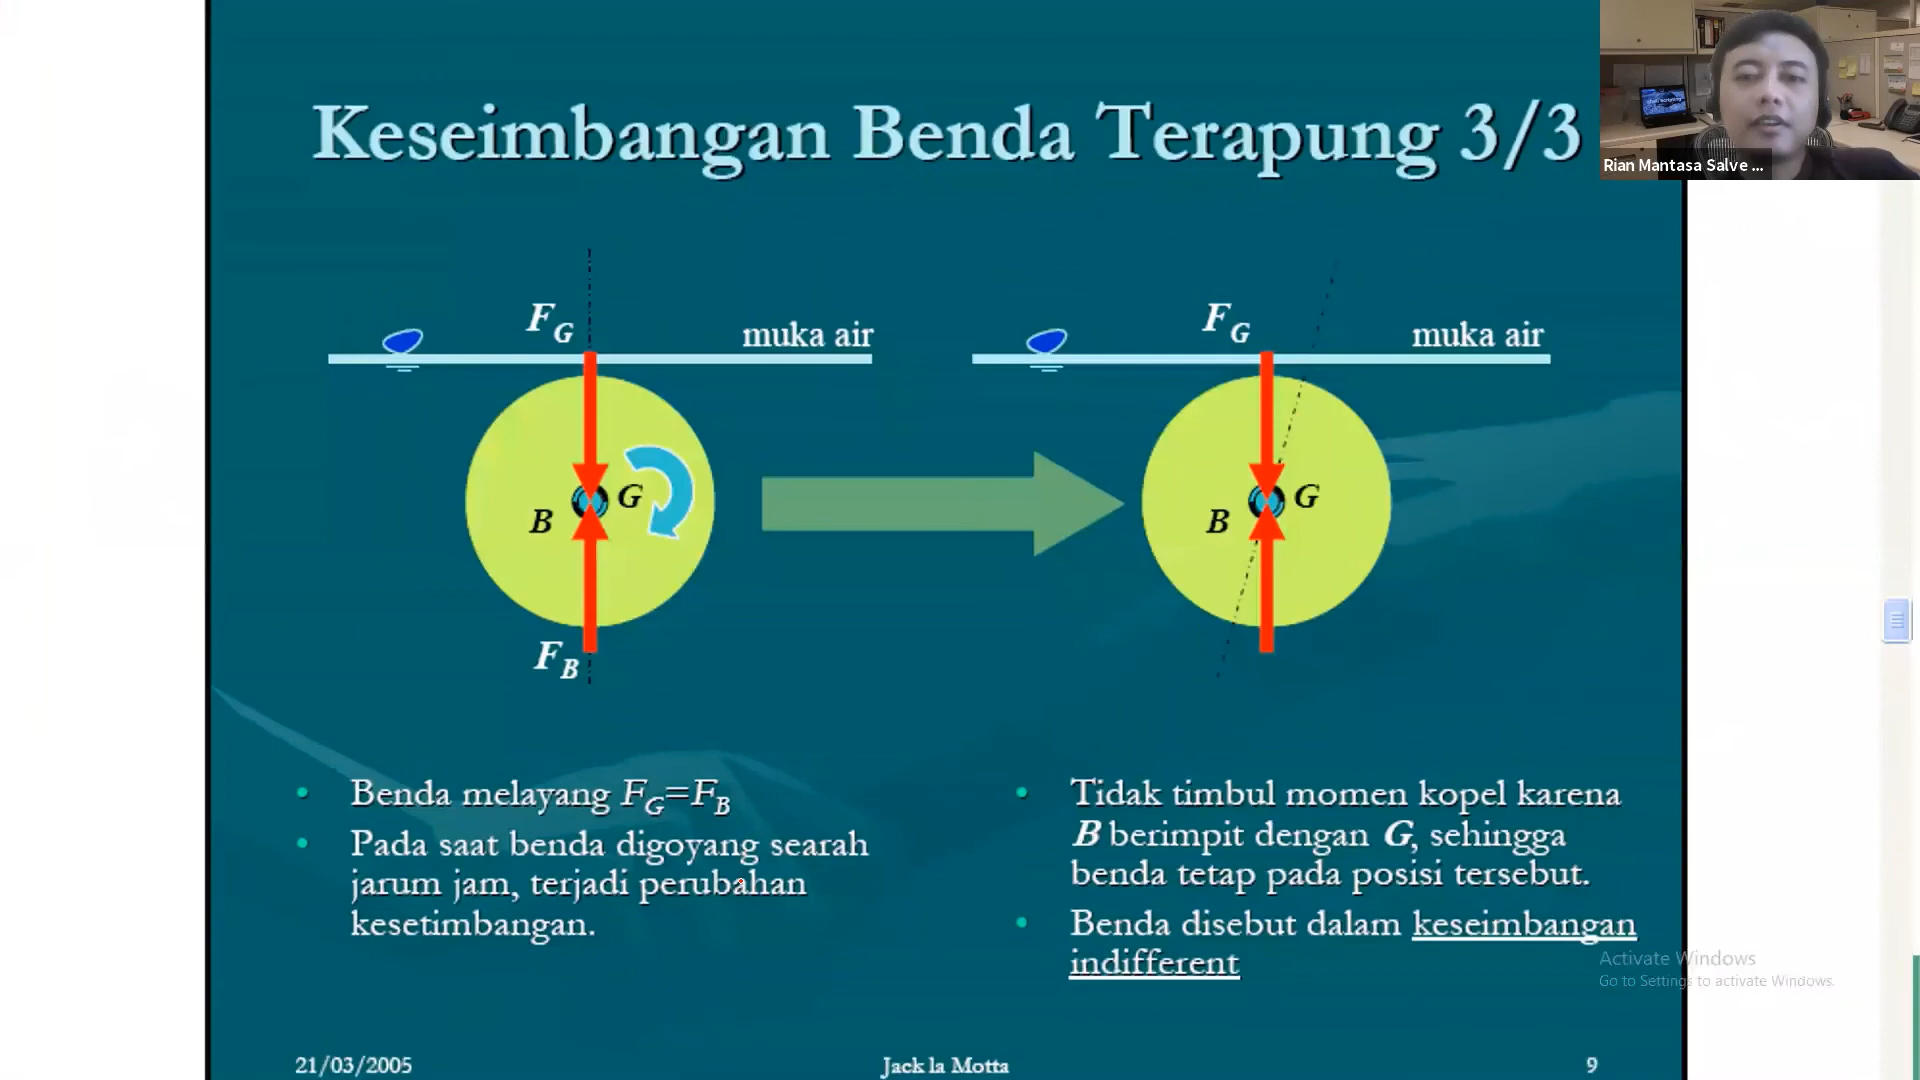 Keseimbangan Benda Terapung 3/3
Rian Mantasa Salve ...
F_G
muka air
F_G
muka air
G
B
G
B
F_B
Benda melayang F_G=F_B
Pada saat benda digoyang searah
jarum jam, terjadi perubahan
kesetimbangan.
Tidak timbul momen kopel karena
B berimpit dengan G, sehingga
benda tetap pada posisi tersebut.
Benda disebut dalam keseimbangan
indifferent
Activate Windows
Go to Settings to activate Windows.
21/03/2005
Jack la Motta
9